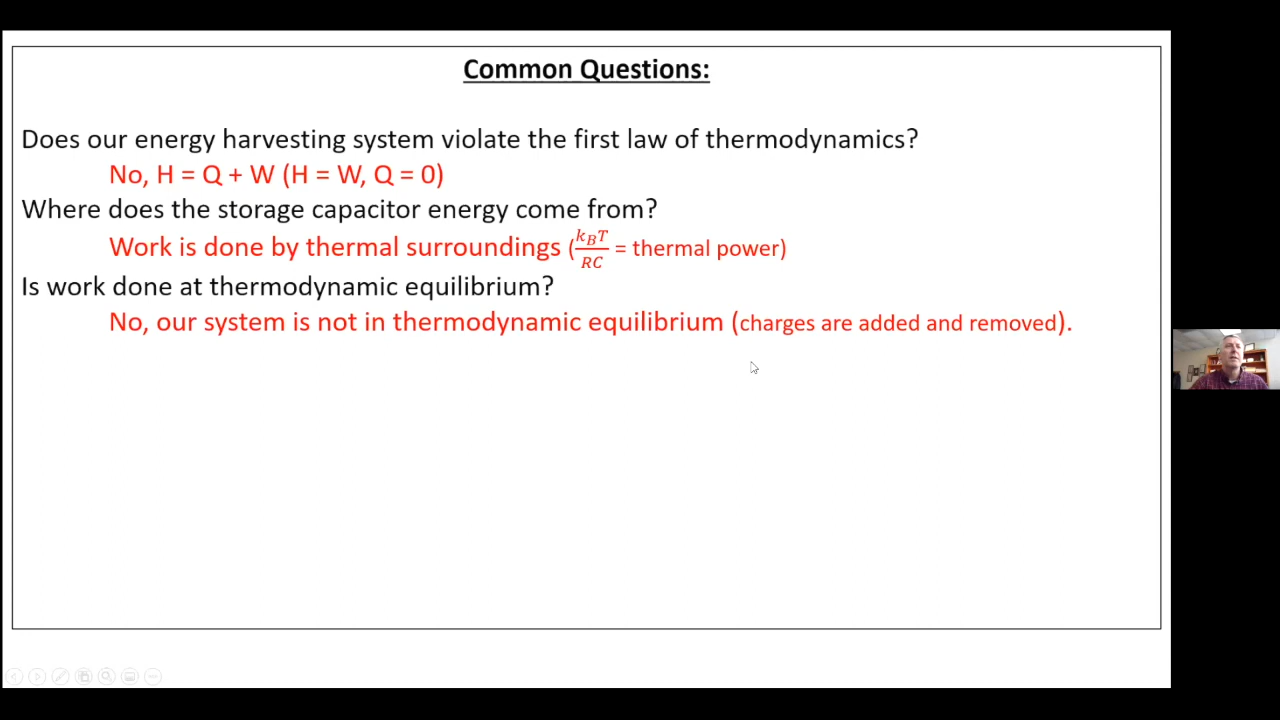 Common Questions:
Does our energy harvesting system violate the first law of thermodynamics?
No, H = Q + W (H = W, Q = 0)
Where does the storage capacitor energy come from?
Work is done by thermal surroundings (k_BT/RC = thermal power)
Is work done at thermodynamic equilibrium?
No, our system is not in thermodynamic equilibrium (charges are added and removed).